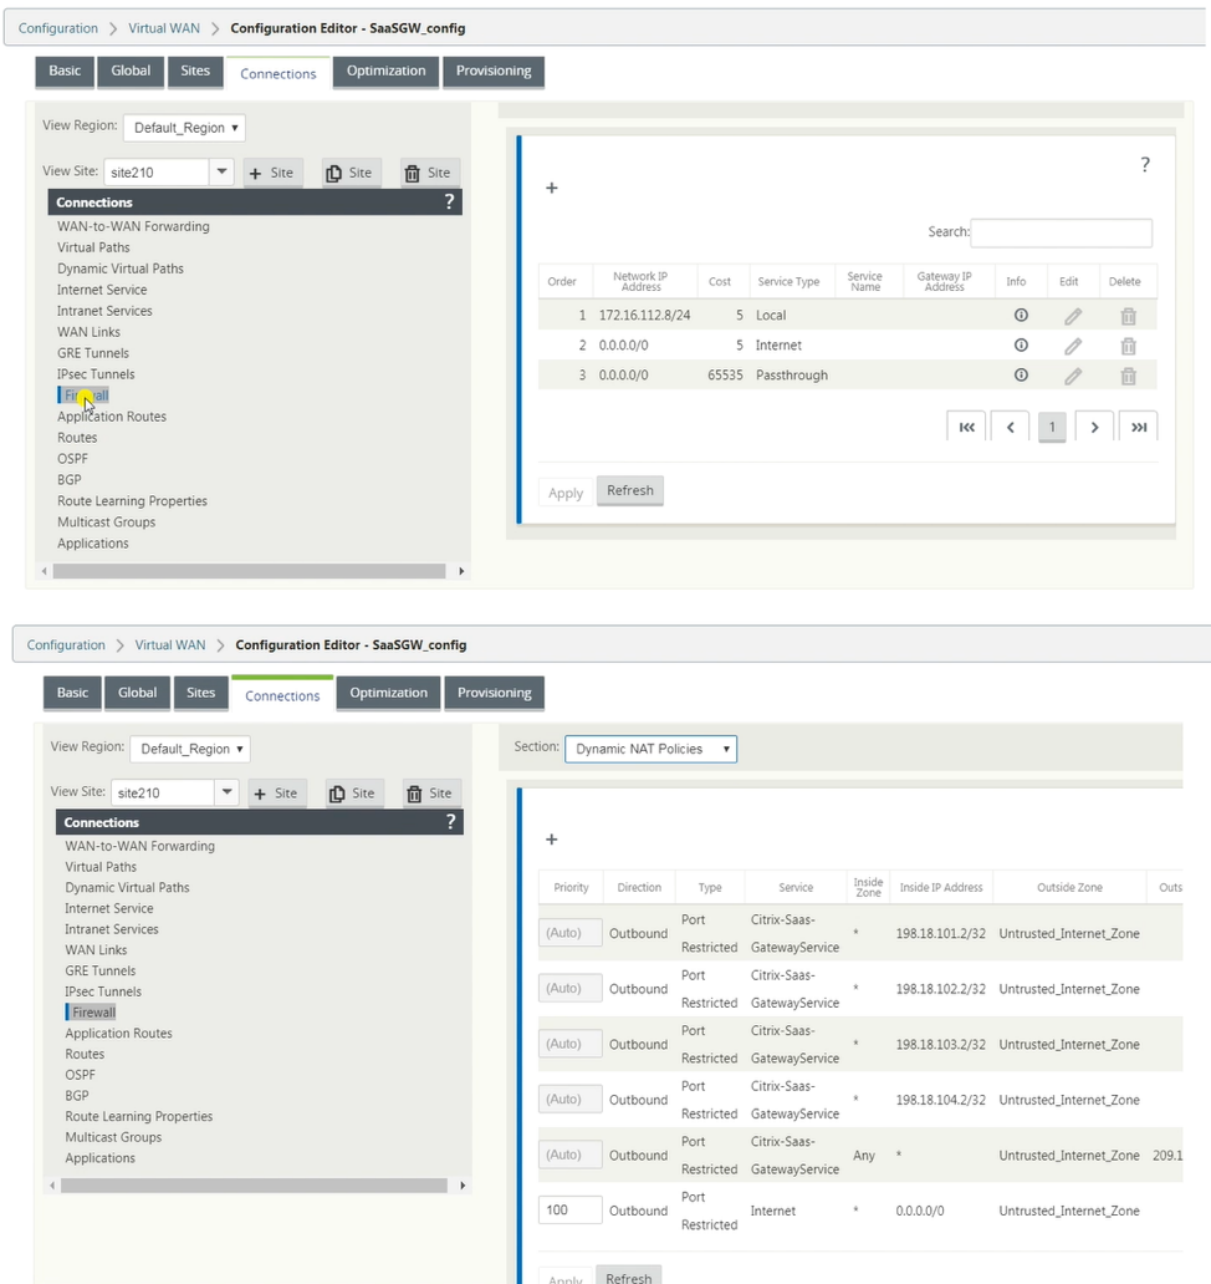 Configuration > Virtual WAN > Configuration Editor - SaaSGW_config
Basic Global Sites Connections Optimization Provisioning
View Region: Default_Region
View Site: site210 + Site Site Site
Connections ?
WAN-to-WAN Forwarding
Virtual Paths
Dynamic Virtual Paths
Internet Service
Intranet Services
WAN Links
GRE Tunnels
IPsec Tunnels
Firewall
Application Routes
Routes
OSPF
BGP
Route Learning Properties
Multicast Groups
Applications
?
+
Search:
Order Network IP Address Cost Service Type Service Name Gateway IP Address Info Edit Delete
1 172.16.112.8/24 5 Local
2 0.0.0.0/0 5 Internet
3 0.0.0.0/0 65535 Passthrough
1
Apply Refresh
Configuration > Virtual WAN > Configuration Editor - SaaSGW_config
Basic Global Sites Connections Optimization Provisioning
View Region: Default_Region
View Site: site210 + Site Site Site
Connections ?
WAN-to-WAN Forwarding
Virtual Paths
Dynamic Virtual Paths
Internet Service
Intranet Services
WAN Links
GRE Tunnels
IPsec Tunnels
Firewall
Application Routes
Routes
OSPF
BGP
Route Learning Properties
Multicast Groups
Applications
Section: Dynamic NAT Policies
+
Priority Direction Type Service Inside Zone Inside IP Address Outside Zone Outs
(Auto) Outbound Port Restricted Citrix-Saas-GatewayService * 198.18.101.2/32 Untrusted_Internet_Zone
(Auto) Outbound Port Restricted Citrix-Saas-GatewayService * 198.18.102.2/32 Untrusted_Internet_Zone
(Auto) Outbound Port Restricted Citrix-Saas-GatewayService * 198.18.103.2/32 Untrusted_Internet_Zone
(Auto) Outbound Port Restricted Citrix-Saas-GatewayService * 198.18.104.2/32 Untrusted_Internet_Zone
(Auto) Outbound Port Restricted Citrix-Saas-GatewayService Any * Untrusted_Internet_Zone 209.1
100 Outbound Port Restricted Internet * 0.0.0.0/0 Untrusted_Internet_Zone
Apply Refresh